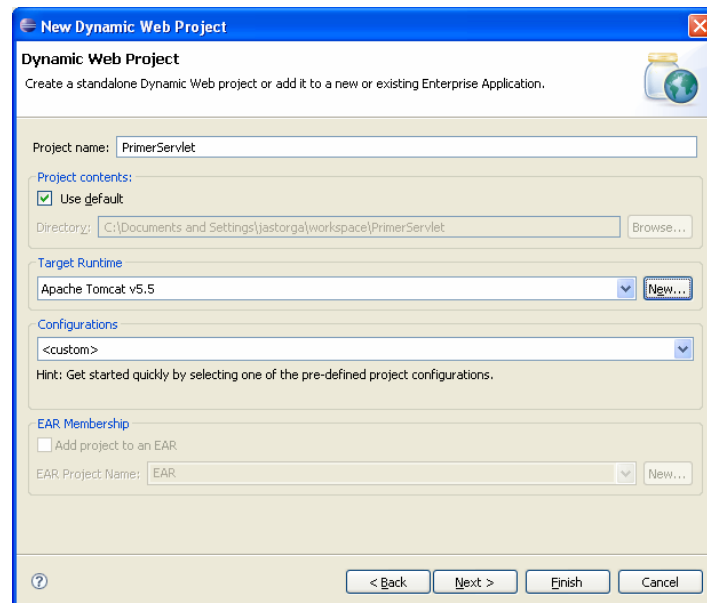 New Dynamic Web Project
Dynamic Web Project
Create a standalone Dynamic Web project or add it to a new or existing Enterprise Application.
Project name: PrimerServlet
Project contents:
Use default
Directory: C:\Documents and Settings\jastorga\workspace\PrimerServlet Browse...
Target Runtime
Apache Tomcat v5.5 New...
Configurations
<custom>
Hint: Get started quickly by selecting one of the pre-defined project configurations.
EAR Membership
Add project to an EAR
EAR Project Name: EAR New...
? < Back Next > Finish Cancel